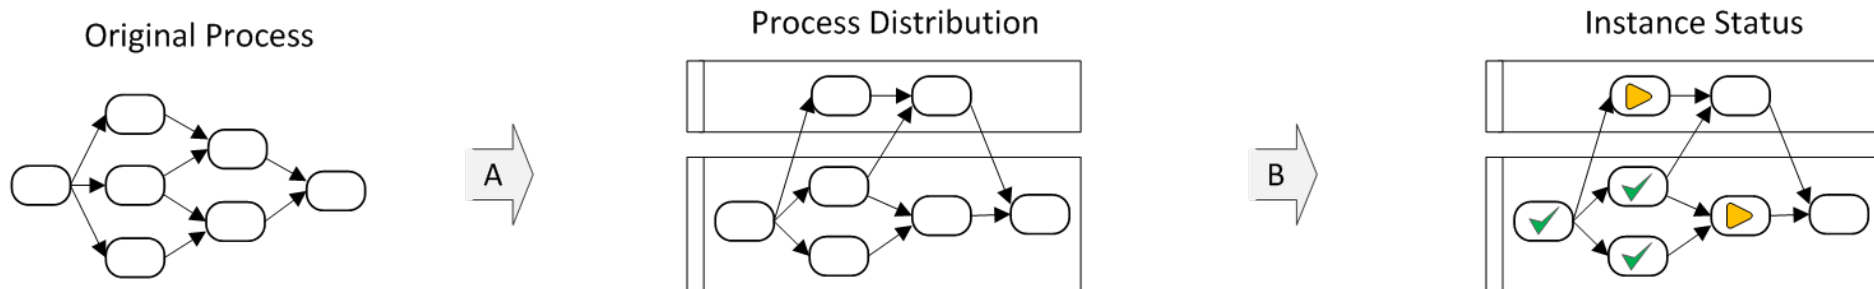 Original Process
Process Distribution
Instance Status
A
B